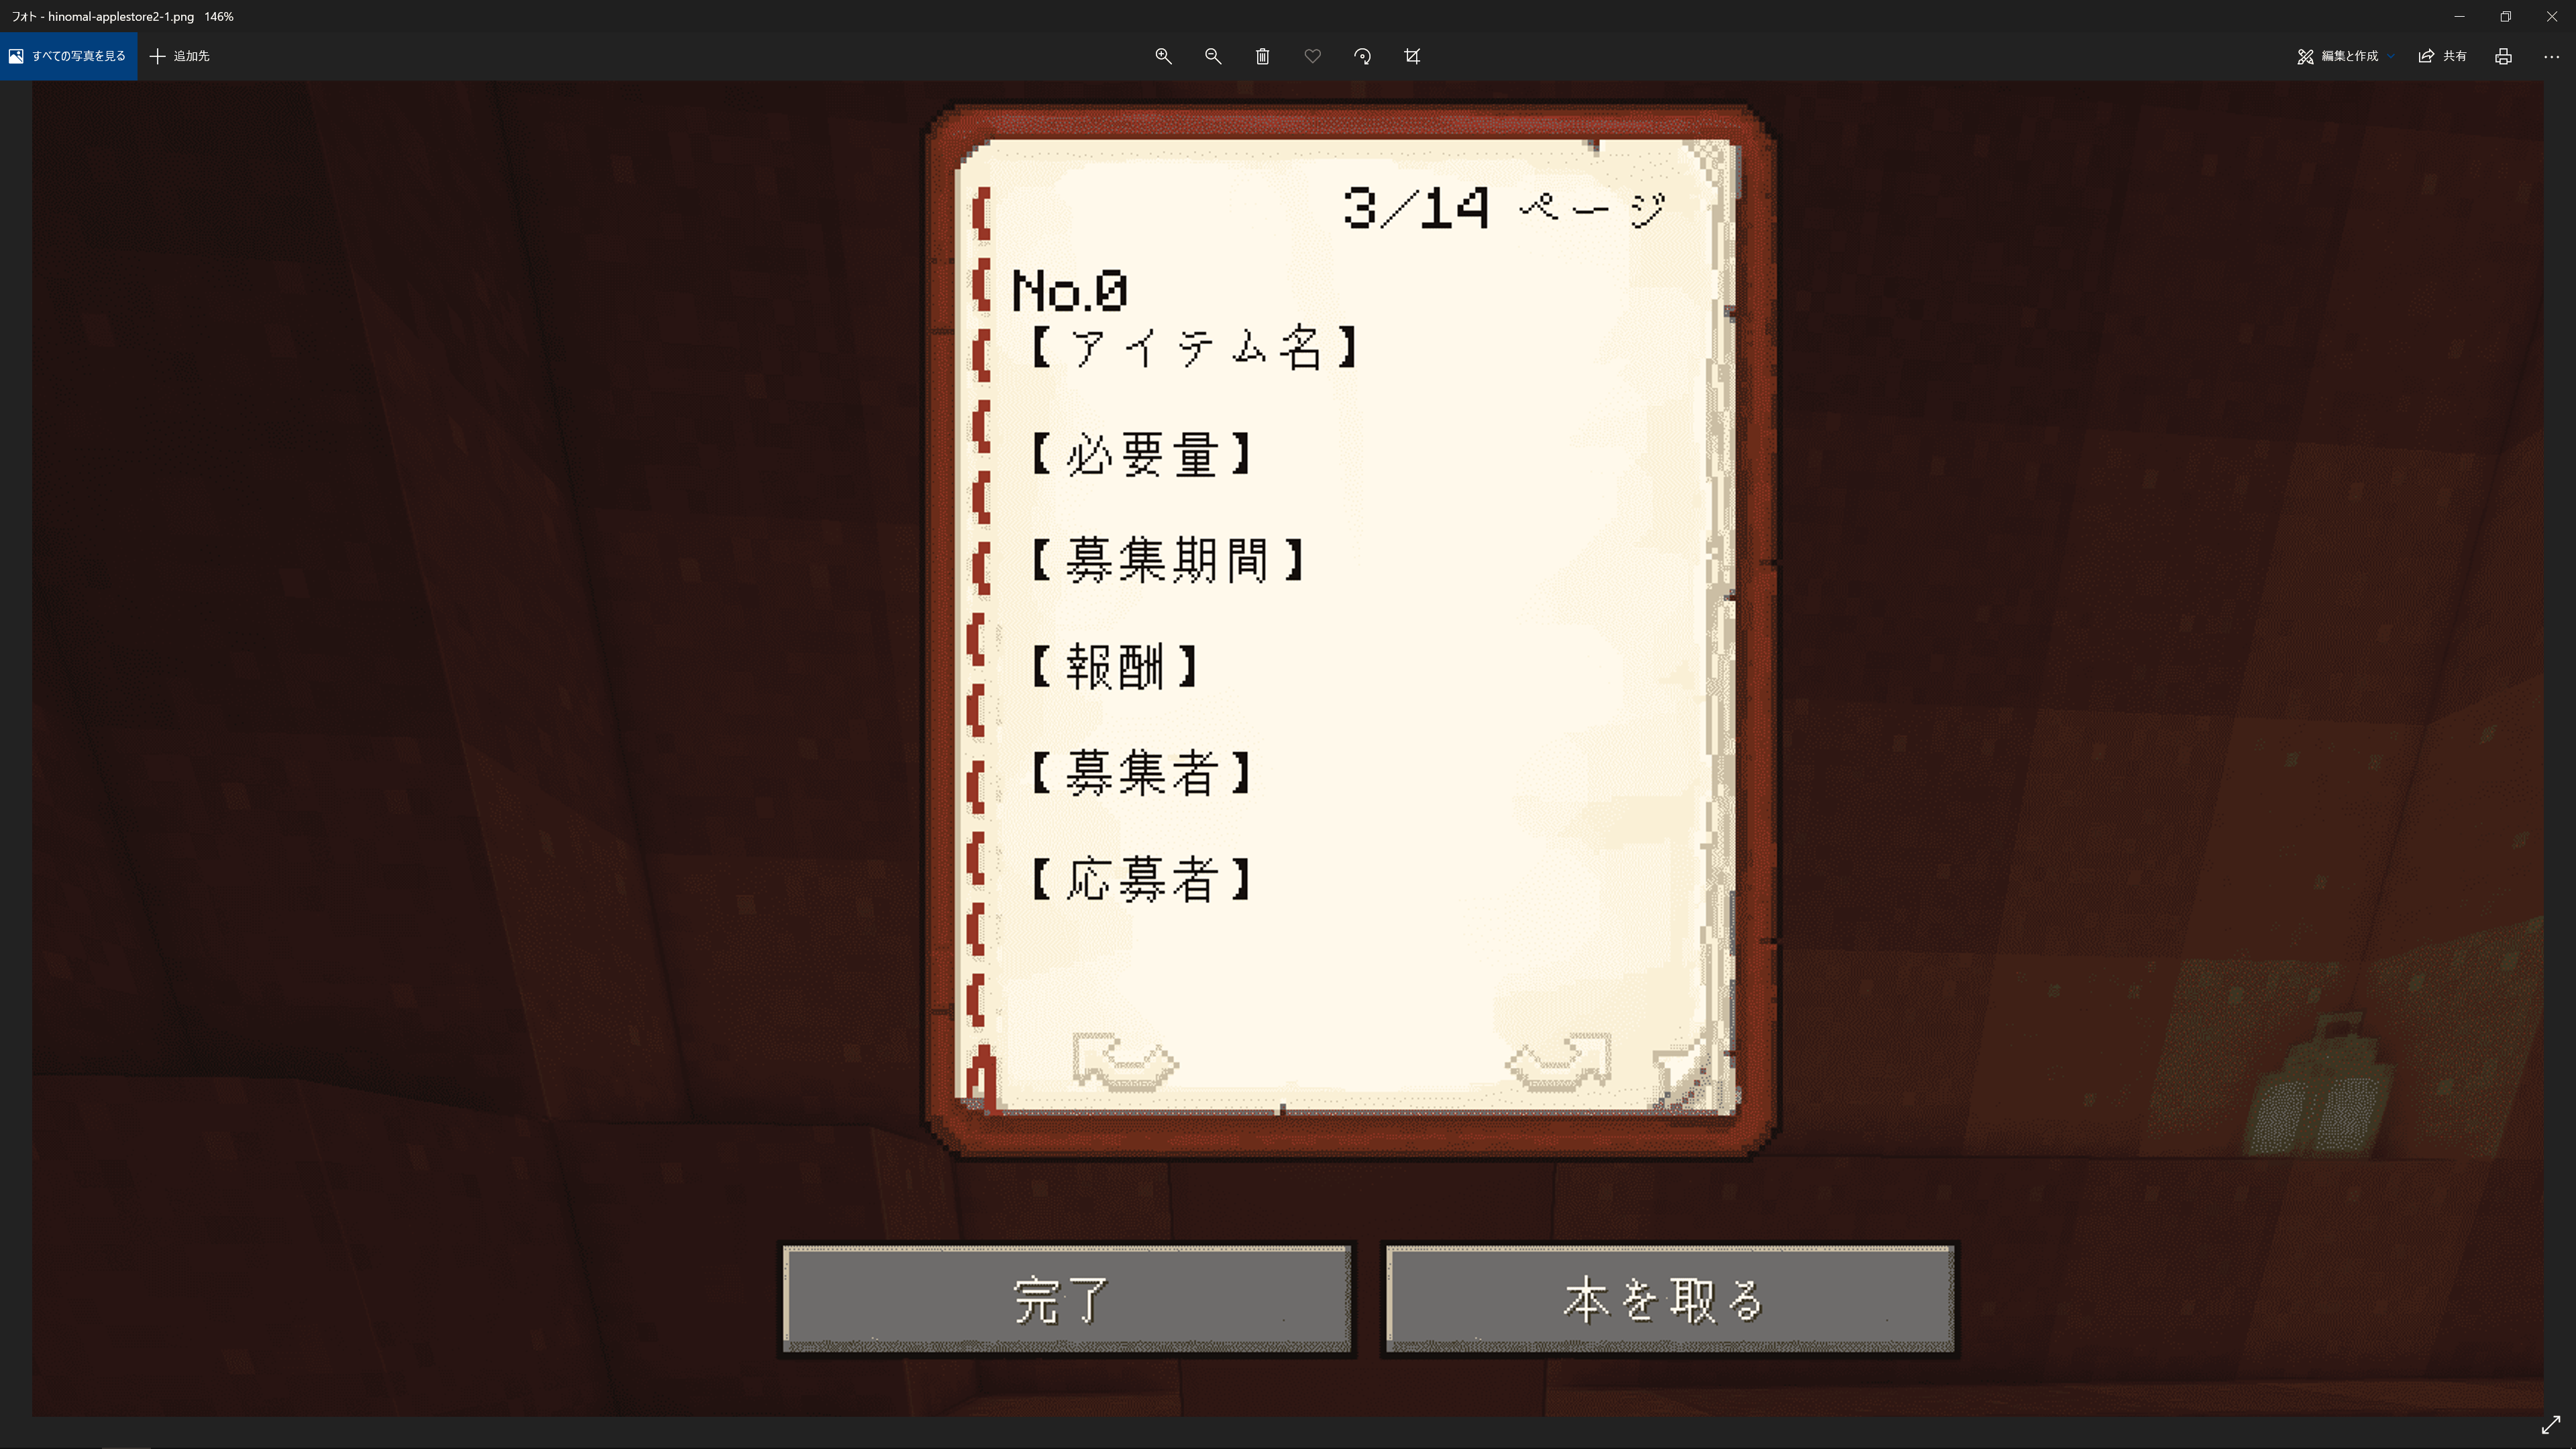 フォト - hinomal-applestore2-1.png 146%
すべての写真を見る
追加先
編集と作成
共有
3/14 ページ
No.0
【アイテム名】
【必要量】
【募集期間】
【報酬】
【募集者】
【応募者】
完了
本を取る